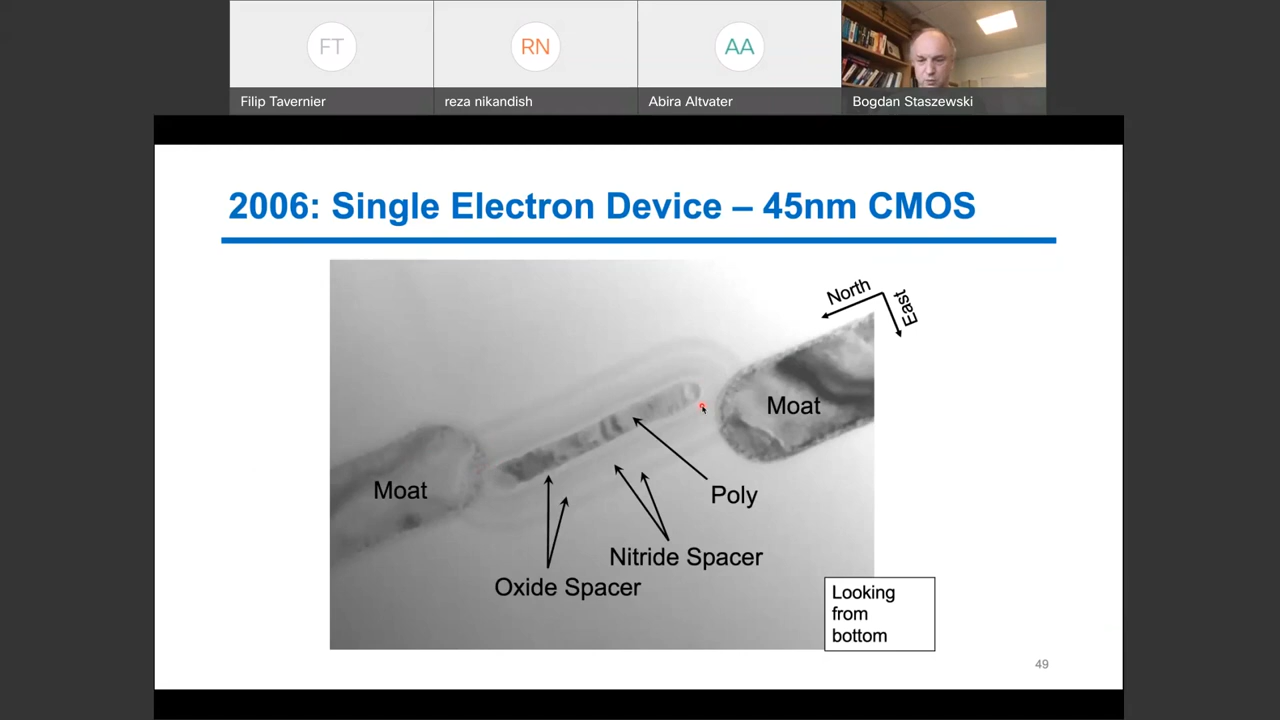 FT
RN
AA
Filip Tavernier
reza nikandish
Abira Altvater
Bogdan Staszewski
2006: Single Electron Device – 45nm CMOS
North
East
Moat
Moat
Poly
Nitride Spacer
Oxide Spacer
Looking
from
bottom
49